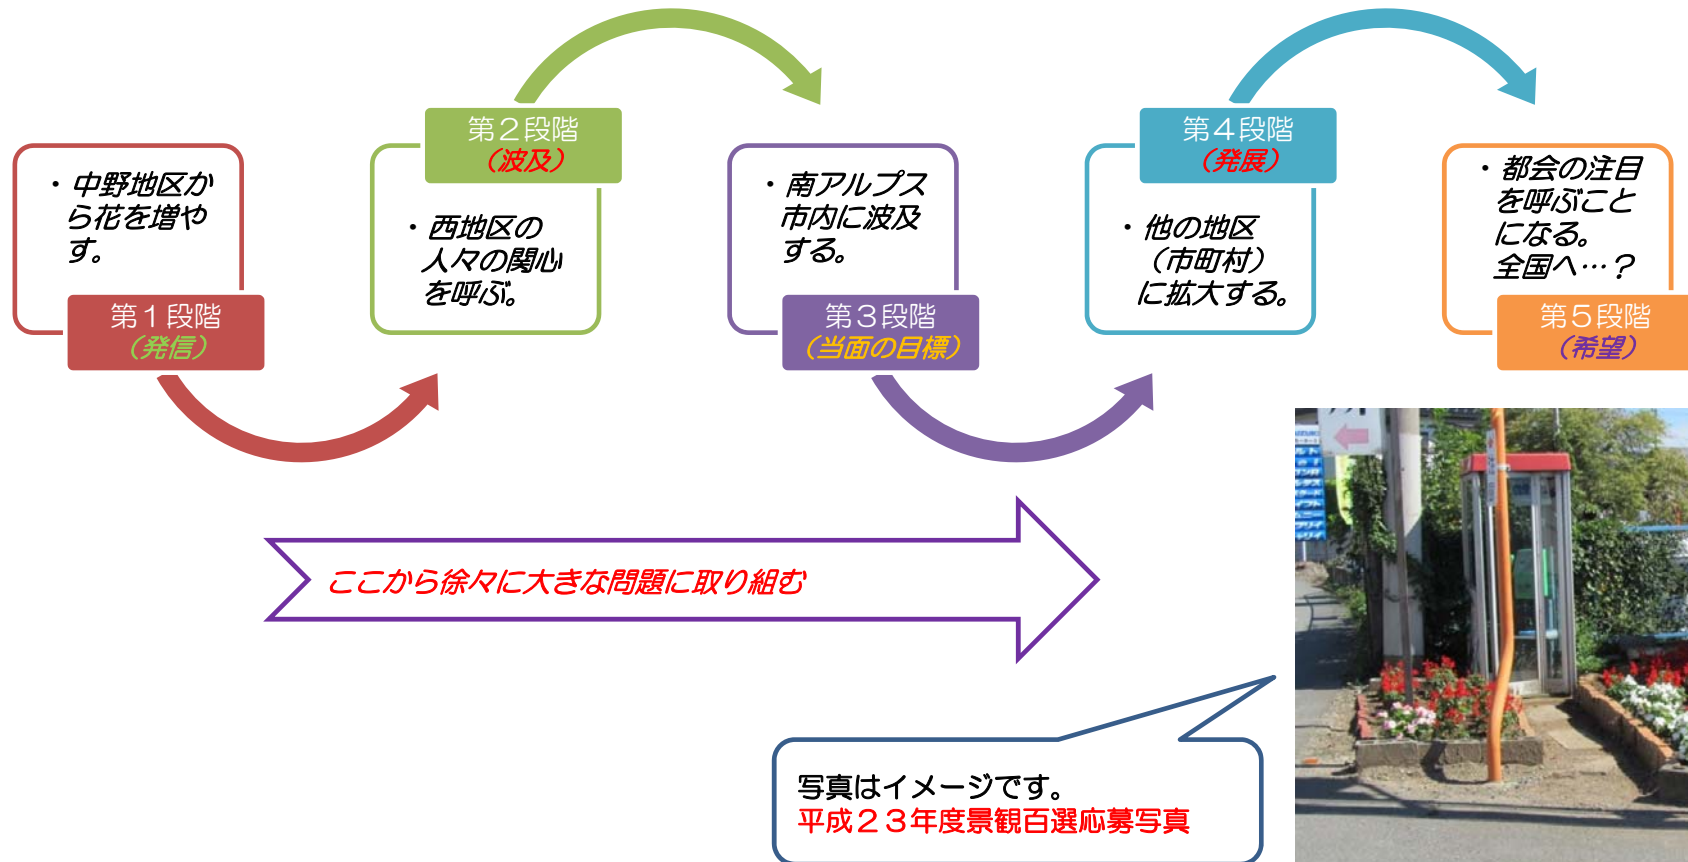 ・中野地区か
ら花を増や
す。
第１段階
（発信）
第２段階
（波及）
・西地区の
人々の関心
を呼ぶ。
・南アルプス
市内に波及
する。
第３段階
（当面の目標）
第４段階
（発展）
・他の地区
（市町村）
に拡大する。
・都会の注目
を呼ぶこと
になる。
全国へ…？
第５段階
（希望）
ここから徐々に大きな問題に取り組む
写真はイメージです。
平成２３年度景観百選応募写真